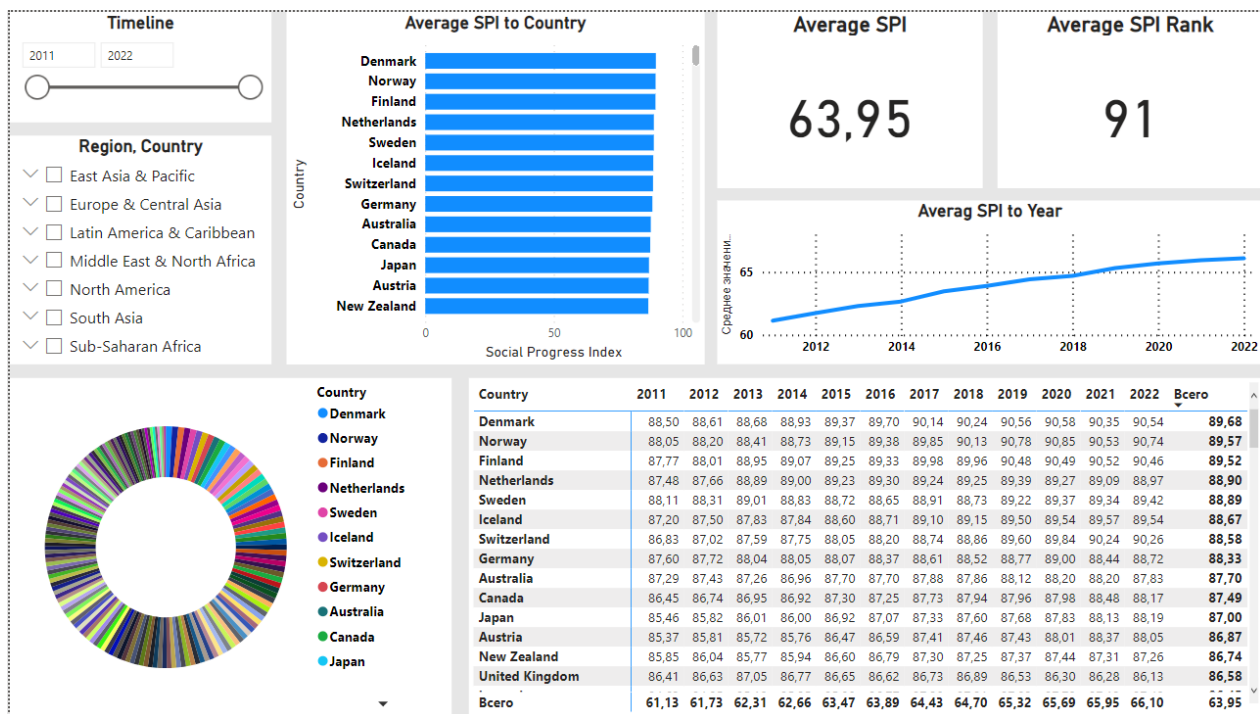 Timeline
2011 2022
Region, Country
East Asia & Pacific
Europe & Central Asia
Latin America & Caribbean
Middle East & North Africa
North America
South Asia
Sub-Saharan Africa
Average SPI to Country
Country
Denmark
Norway
Finland
Netherlands
Sweden
Iceland
Switzerland
Germany
Australia
Canada
Japan
Austria
New Zealand
0 50 100
Social Progress Index
Average SPI
63,95
Average SPI Rank
91
Averag SPI to Year
Среднее значени...
65
60
2012 2014 2016 2018 2020 2022
Country
Denmark
Norway
Finland
Netherlands
Sweden
Iceland
Switzerland
Germany
Australia
Canada
Japan
Country 2011 2012 2013 2014 2015 2016 2017 2018 2019 2020 2021 2022 Всего
Denmark 88,50 88,61 88,68 88,93 89,37 89,70 90,14 90,24 90,56 90,58 90,35 90,54 89,68
Norway 88,05 88,20 88,41 88,73 89,15 89,38 89,85 90,13 90,78 90,85 90,53 90,74 89,57
Finland 87,77 88,01 88,95 89,07 89,25 89,33 89,98 89,96 90,48 90,49 90,52 90,46 89,52
Netherlands 87,48 87,66 88,89 89,00 89,23 89,30 89,24 89,25 89,39 89,27 89,09 88,97 88,90
Sweden 88,11 88,31 89,01 88,94 88,72 88,65 88,91 88,73 89,22 89,37 89,34 89,42 88,89
Iceland 87,20 87,50 87,83 87,84 88,60 88,71 89,10 89,15 89,50 89,54 89,57 89,54 88,67
Switzerland 86,83 87,02 87,59 87,75 88,05 88,20 88,74 88,86 89,60 89,84 90,24 90,26 88,58
Germany 87,60 87,72 88,04 88,05 88,07 88,37 88,61 88,52 88,77 89,00 88,44 88,72 88,33
Australia 87,29 87,43 87,26 86,96 87,70 87,70 87,88 87,86 88,12 88,20 88,20 87,83 87,70
Canada 86,45 86,74 86,95 86,92 87,30 87,25 87,73 87,94 87,96 87,98 88,48 88,17 87,49
Japan 85,46 85,82 86,01 86,00 86,92 87,07 87,33 87,60 87,68 87,83 88,13 88,19 87,00
Austria 85,37 85,81 85,72 85,76 86,47 86,59 87,41 87,46 87,43 88,01 88,37 88,05 86,87
New Zealand 85,85 86,04 85,77 85,94 86,60 86,79 87,30 87,25 87,37 87,44 87,31 87,26 86,74
United Kingdom 86,41 86,63 87,05 86,77 86,65 86,62 86,73 86,89 86,53 86,30 86,28 86,13 86,58
Всего 61,13 61,73 62,31 62,66 63,47 63,89 64,43 64,70 65,32 65,69 65,95 66,10 63,95